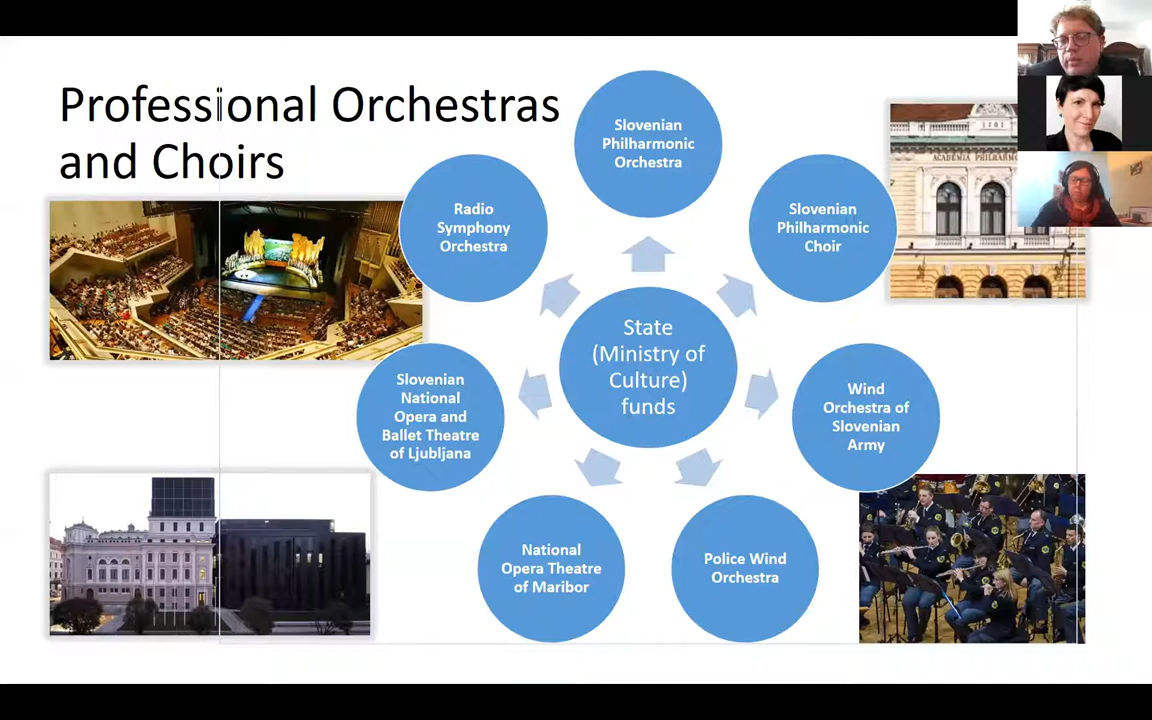 Professional Orchestras
and Choirs
Slovenian
Philharmonic
Orchestra
Slovenian
Philharmonic
Choir
Wind
Orchestra of
Slovenian
Army
Police Wind
Orchestra
National
Opera Theatre
of Maribor
Slovenian
National
Opera and
Ballet Theatre
of Ljubljana
Radio
Symphony
Orchestra
State
(Ministry of
Culture)
funds
1701
ACADEMIA